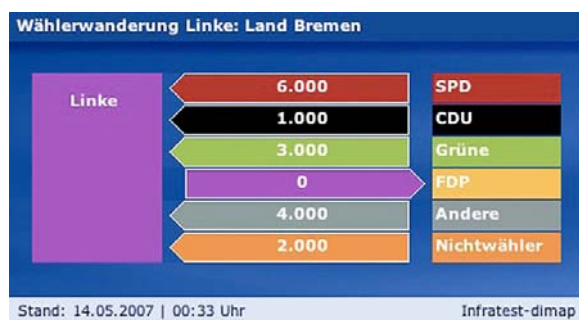 Wählerwanderung Linke: Land Bremen
Linke
6.000 SPD
1.000 CDU
3.000 Grüne
0 FDP
4.000 Andere
2.000 Nichtwähler
Stand: 14.05.2007 | 00:33 Uhr Infratest-dimap